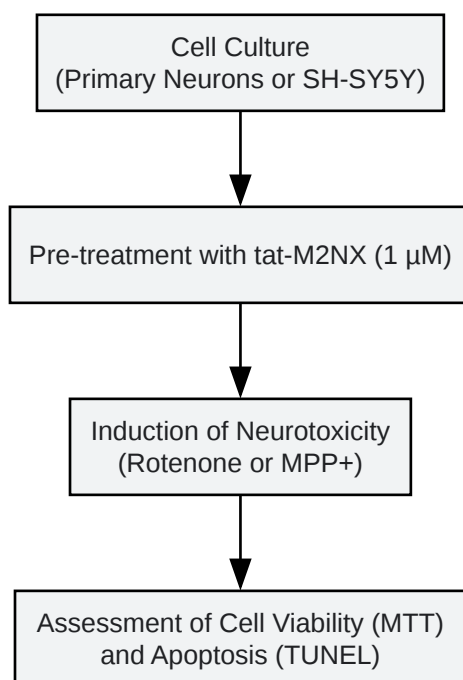 Cell Culture
(Primary Neurons or SH-SY5Y)
Pre-treatment with tat-M2NX (1 µM)
Induction of Neurotoxicity
(Rotenone or MPP+)
Assessment of Cell Viability (MTT)
and Apoptosis (TUNEL)